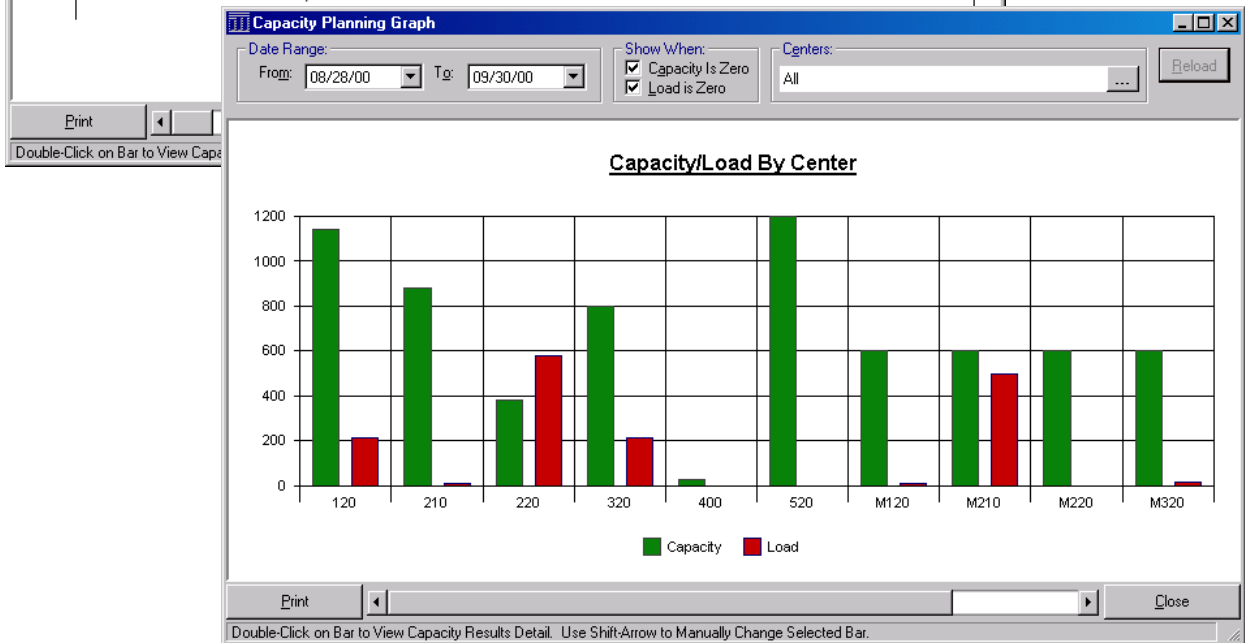 Capacity Planning Graph
Date Range:
From: 08/28/00 To: 09/30/00
Show When:
Capacity Is Zero
Load is Zero
Centers:
All ...
Reload
Print
Double-Click on Bar to View Capa
Capacity/Load By Center
1200
1000
800
600
400
200
0
120 210 220 320 400 520 M120 M210 M220 M320
Capacity Load
Print Close
Double-Click on Bar to View Capacity Results Detail. Use Shift-Arrow to Manually Change Selected Bar.